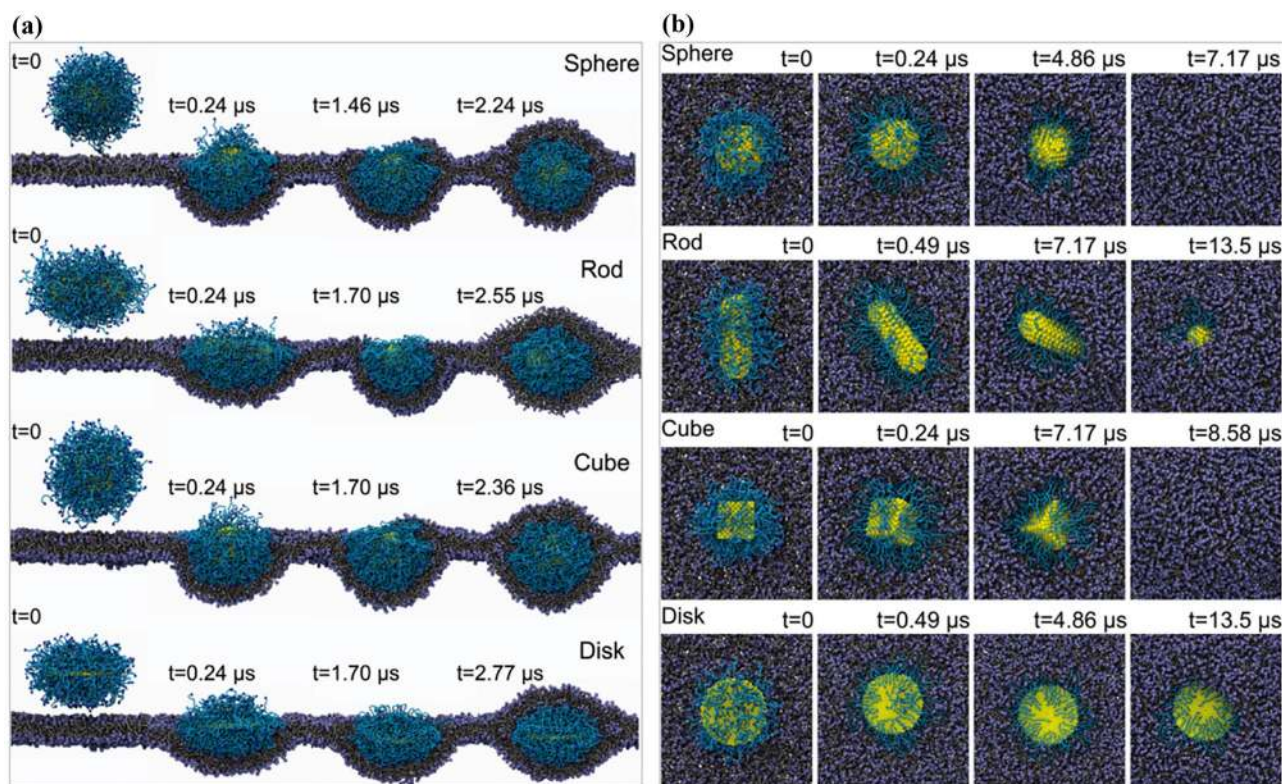 (a)
t=0
Sphere
t=0.24 µs t=1.46 µs t=2.24 µs
t=0
Rod
t=0.24 µs t=1.70 µs t=2.55 µs
t=0
Cube
t=0.24 µs t=1.70 µs t=2.36 µs
t=0
Disk
t=0.24 µs t=1.70 µs t=2.77 µs
(b)
Sphere t=0 t=0.24 µs t=4.86 µs t=7.17 µs
Rod t=0 t=0.49 µs t=7.17 µs t=13.5 µs
Cube t=0 t=0.24 µs t=7.17 µs t=8.58 µs
Disk t=0 t=0.49 µs t=4.86 µs t=13.5 µs